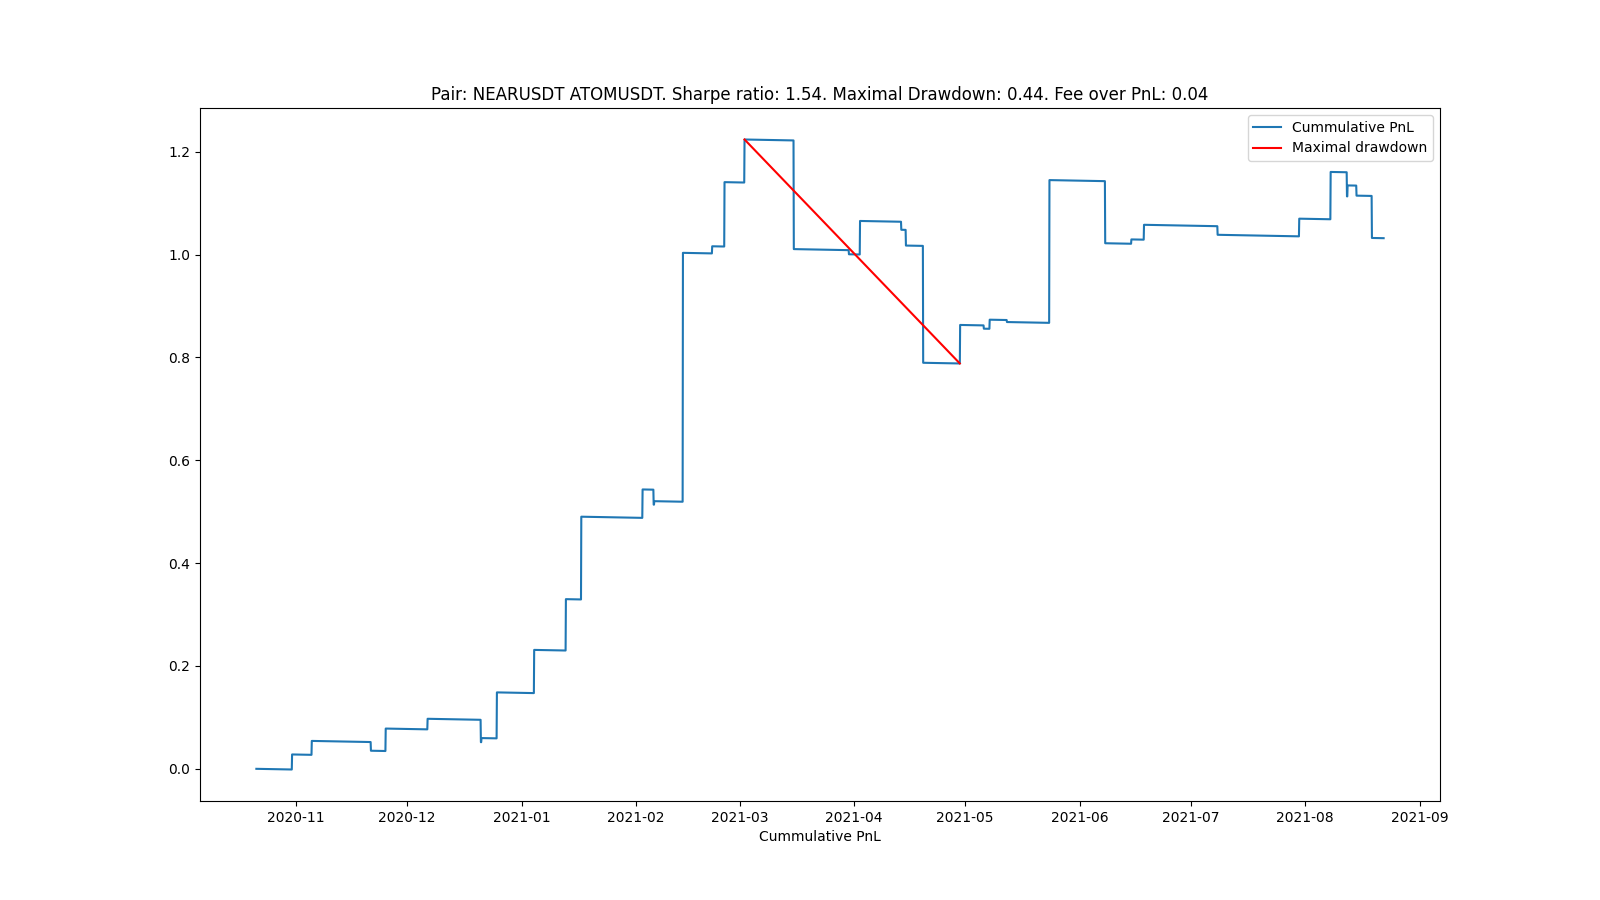 Pair: NEARUSDT ATOMUSDT. Sharpe ratio: 1.54. Maximal Drawdown: 0.44. Fee over PnL: 0.04
Cummulative PnL
Maximal drawdown
1.2
1.0
0.8
0.6
0.4
0.2
0.0
2020-11 2020-12 2021-01 2021-02 2021-03 2021-04 2021-05 2021-06 2021-07 2021-08 2021-09
Cummulative PnL